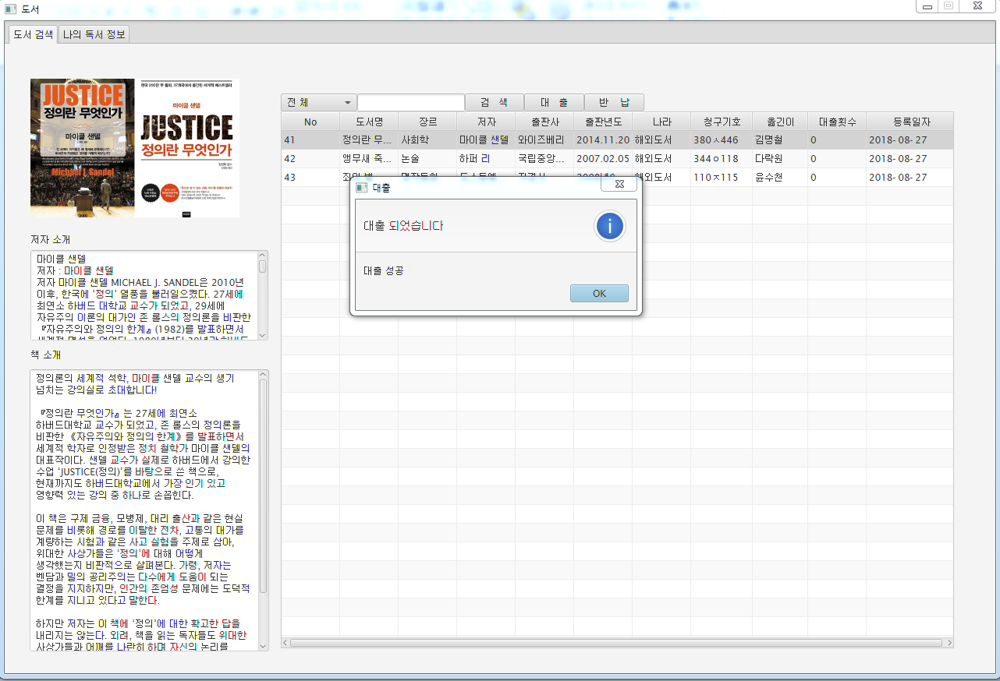 도서
도서 검색
나의 독서 정보
JUSTICE
정의란 무엇인가
마이클 샌델
Michael J. Sandel
마이클 샌델
JUSTICE
정의란 무엇인가
전 체
검 색
대 출
반 납
No 도서명 장르 저자 출판사 출판년도 나라 청구기호 옮긴이 대출횟수 등록일자
41 정의란 무... 사회학 마이클 샌델 와이즈베리 2014.11.20 해외도서 380ㅅ446 김명철 0 2018- 08- 27
42 앵무새 죽... 논술 하퍼 리 국립중앙... 2007.02.05 해외도서 344ㅇ118 다락원 0 2018- 08- 27
43 외도서 110ㅈ115 윤수천 0 2018- 08- 27
대출
대출 되었습니다
대출 성공
OK
저자 소개
마이클 샌델
저자 : 마이클 샌델
저자 마이클 샌델 MICHAEL J. SANDEL은 2010년
이후, 한국에 ‘정의’ 열풍을 불러일으켰다. 27세에
최연소 하버드 대학교 교수가 되었고, 29세에
자유주의 이론의 대가인 존 롤스의 정의론을 비판한
『자유주의와 정의의 한계』(1982)를 발표하면서
책 소개
정의론의 세계적 석학, 마이클 샌델 교수의 생기
넘치는 강의실로 초대합니다!
『정의란 무엇인가』는 27세에 최연소
하버드대학교 교수가 되었고, 존 롤스의 정의론을
비판한 《자유주의와 정의의 한계》를 발표하면서
세계적 학자로 인정받은 정치 철학가 마이클 샌델의
대표작이다. 샌델 교수가 실제로 하버드에서 강의한
수업 ‘JUSTICE(정의)’를 바탕으로 쓴 책으로,
현재까지도 하버드대학교에서 가장 인기 있고
영향력 있는 강의 중 하나로 손꼽힌다.
이 책은 구제 금융, 모병제, 대리 출산과 같은 현실
문제를 비롯해 경로를 이탈한 전차, 고통의 대가를
계량하는 시험과 같은 사고 실험을 주제로 삼아,
위대한 사상가들은 ‘정의’에 대해 어떻게
생각했는지 비판적으로 살펴본다. 가령, 저자는
벤담과 밀의 공리주의는 다수에게 도움이 되는
결정을 지지하지만, 인간의 존엄성 문제에는 도덕적
한계를 지니고 있다고 말한다.
하지만 저자는 이 책에 ‘정의’에 대한 확고한 답을
내리지는 않는다. 외려, 책을 읽는 독자들도 위대한
사상가들과 어깨를 나란히 하며 자신의 논리를